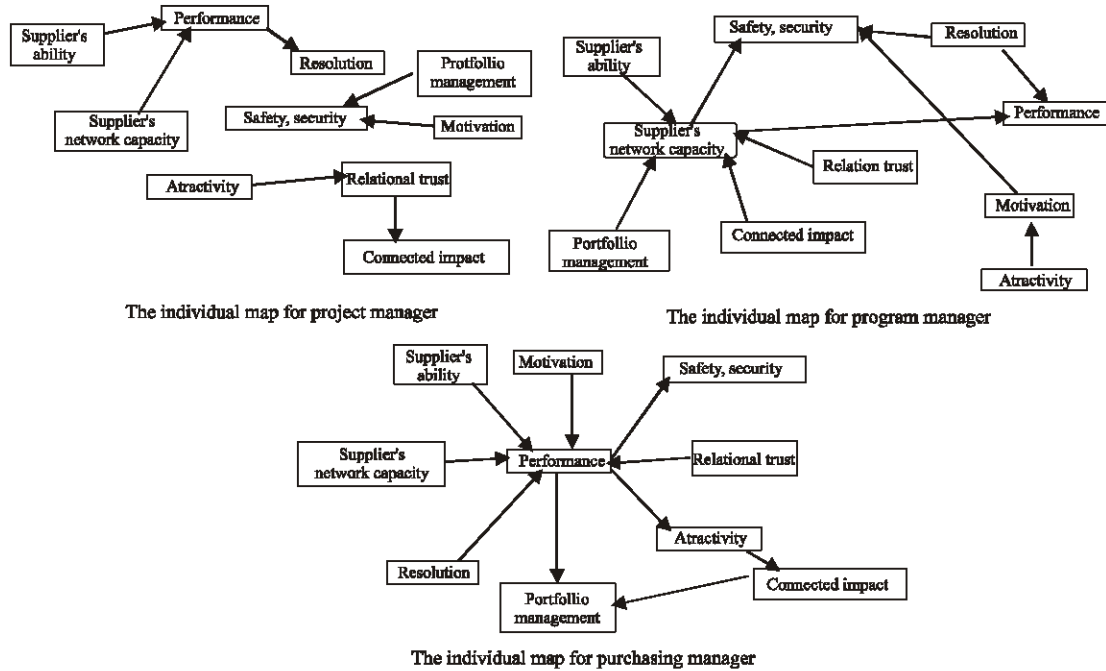 Performance
Supplier's
ability
Resolution
Protfollio
management
Supplier's
network capacity
Safety, security
Motivation
Atractivity
Relational trust
Connected impact
The individual map for project manager
Safety, security
Resolution
Supplier's
ability
Performance
Supplier's
network capacity
Relation trust
Motivation
Portfollio
management
Connected impact
Atractivity
The individual map for program manager
Supplier's
ability
Motivation
Safety, security
Supplier's
network capacity
Performance
Relational trust
Atractivity
Resolution
Connected impact
Portfollio
management
The individual map for purchasing manager